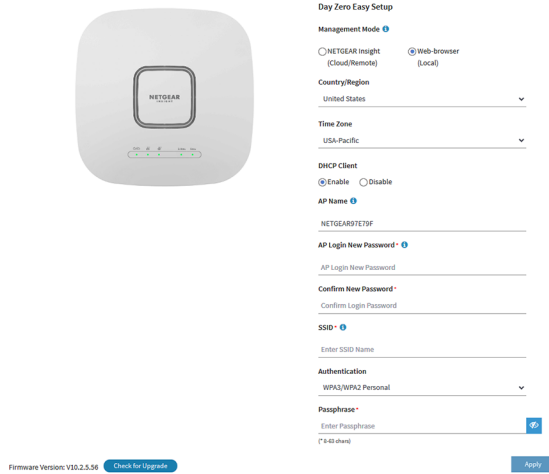 Day Zero Easy Setup
Management Mode
NETGEAR Insight
(Cloud/Remote)
Web-browser
(Local)
Country/Region
United States
Time Zone
USA-Pacific
DHCP Client
Enable
Disable
AP Name
NETGEAR97E79F
AP Login New Password*
AP Login New Password
Confirm New Password*
Confirm Login Password
SSID*
Enter SSID Name
Authentication
WPA3/WPA2 Personal
Passphrase*
Enter Passphrase
(* 8-63 chars)
Apply
NETGEAR
INSIGHT
Firmware Version: V10.2.5.56
Check for Upgrade